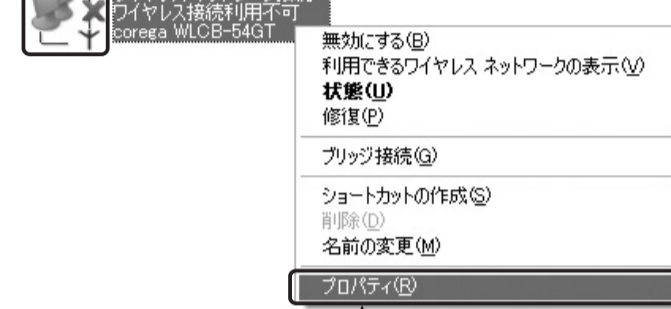 ワイヤレス接続利用不可
corega WLCB-54GT
無効にする(B)
利用できるワイヤレス ネットワークの表示(V)
状態(U)
修復(P)
ブリッジ接続(G)
ショートカットの作成(S)
削除(D)
名前の変更(M)
プロパティ(R)